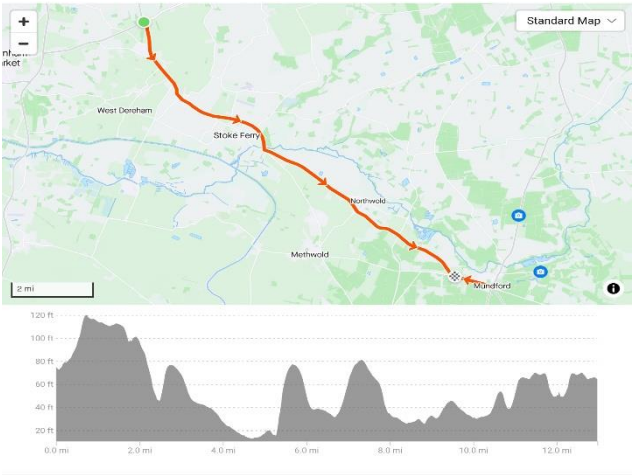 +
Standard Map
−
nham
rket
West Dereham
Stoke Ferry
Northwold
Methwold
2 mi
Mundford
i
120 ft
100 ft
80 ft
60 ft
40 ft
20 ft
0.0 mi 2.0 mi 4.0 mi 6.0 mi 8.0 mi 10.0 mi 12.0 mi